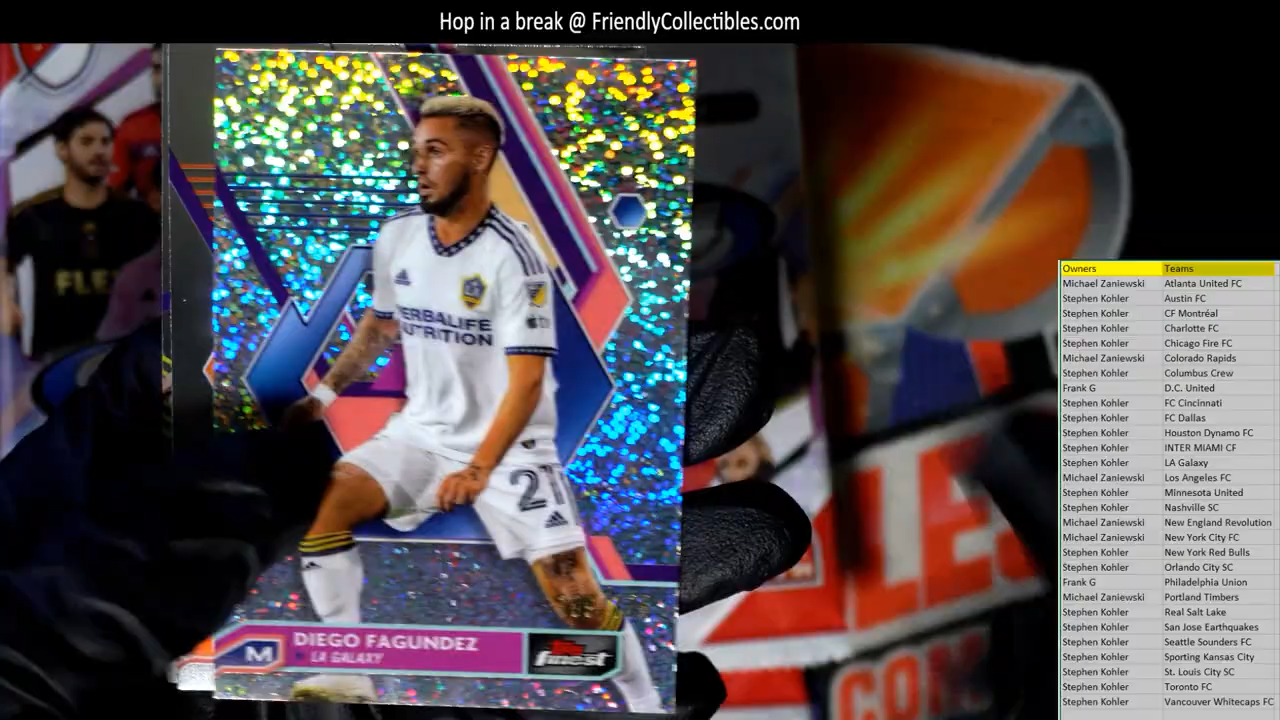 Hop in a break @ FriendlyCollectibles.com
FLE
HERBALIFE
NUTRITION
21
DIEGO FAGUNDEZ
M
LA GALAXY
Topps
finest
COM
Owners Teams
Michael Zaniewski Atlanta United FC
Stephen Kohler Austin FC
Stephen Kohler CF Montréal
Stephen Kohler Charlotte FC
Stephen Kohler Chicago Fire FC
Michael Zaniewski Colorado Rapids
Stephen Kohler Columbus Crew
Frank G D.C. United
Stephen Kohler FC Cincinnati
Stephen Kohler FC Dallas
Stephen Kohler Houston Dynamo FC
Stephen Kohler INTER MIAMI CF
Stephen Kohler LA Galaxy
Michael Zaniewski Los Angeles FC
Stephen Kohler Minnesota United
Stephen Kohler Nashville SC
Michael Zaniewski New England Revolution
Michael Zaniewski New York City FC
Stephen Kohler New York Red Bulls
Stephen Kohler Orlando City SC
Frank G Philadelphia Union
Michael Zaniewski Portland Timbers
Stephen Kohler Real Salt Lake
Stephen Kohler San Jose Earthquakes
Stephen Kohler Seattle Sounders FC
Stephen Kohler Sporting Kansas City
Stephen Kohler St. Louis City SC
Stephen Kohler Toronto FC
Stephen Kohler Vancouver Whitecaps FC